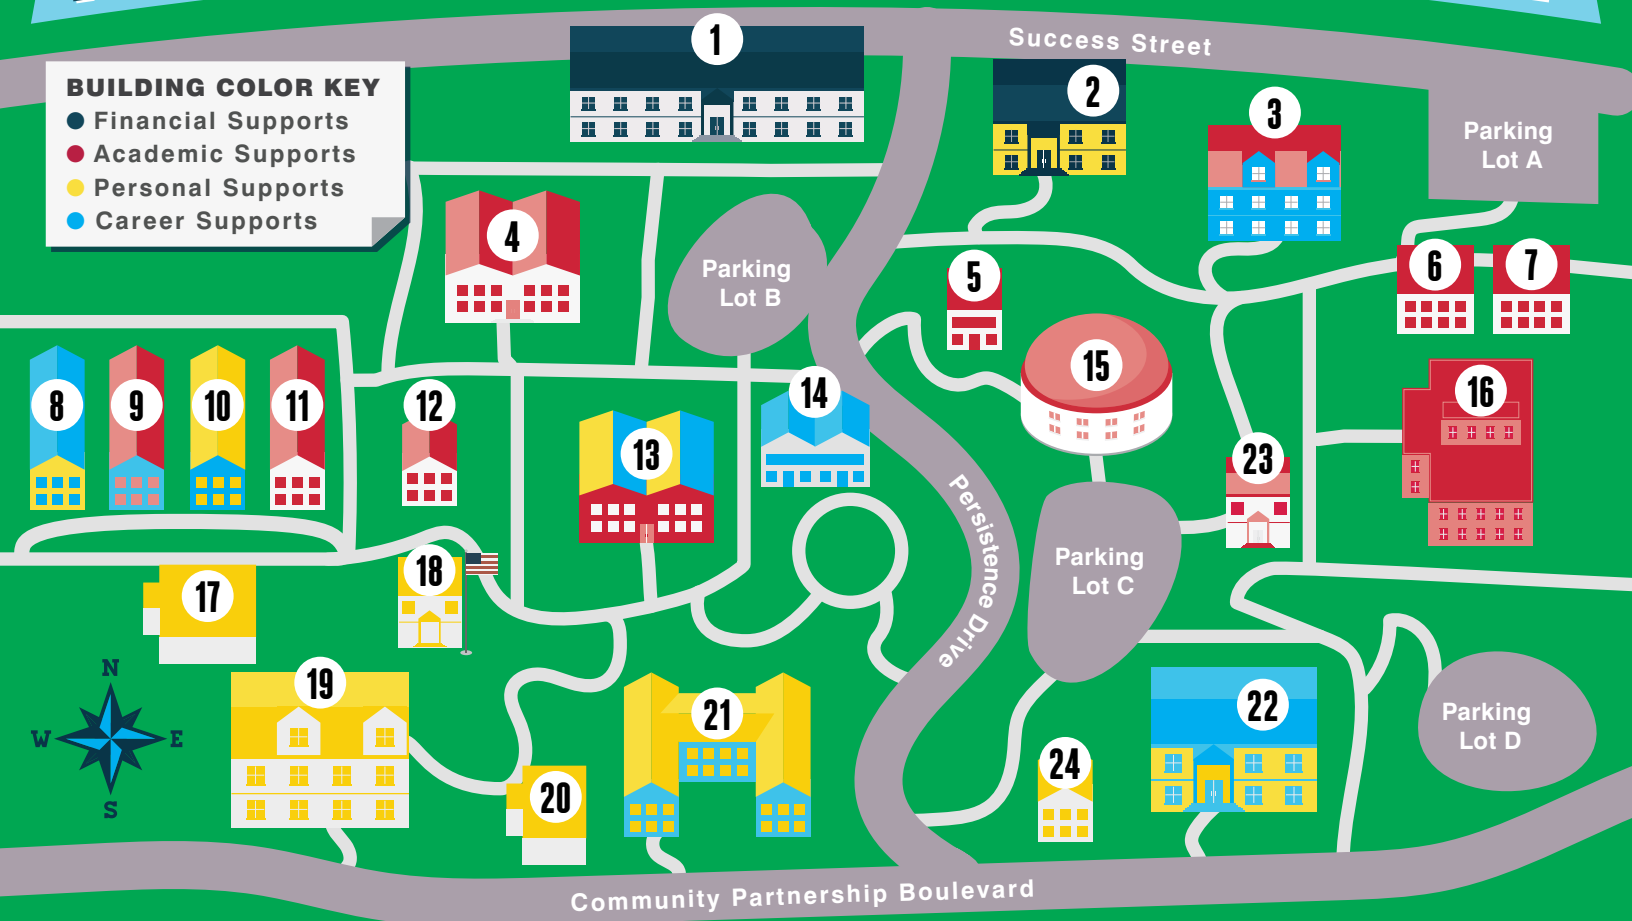 Success Street
BUILDING COLOR KEY
Financial Supports
Academic Supports
Personal Supports
Career Supports
1
2
3
Parking
Lot A
4
Parking
Lot B
5
6
7
8
9
10
11
12
13
14
15
16
17
18
Persistence Drive
Parking
Lot C
23
N
W
E
S
19
20
21
22
24
Parking
Lot D
Community Partnership Boulevard